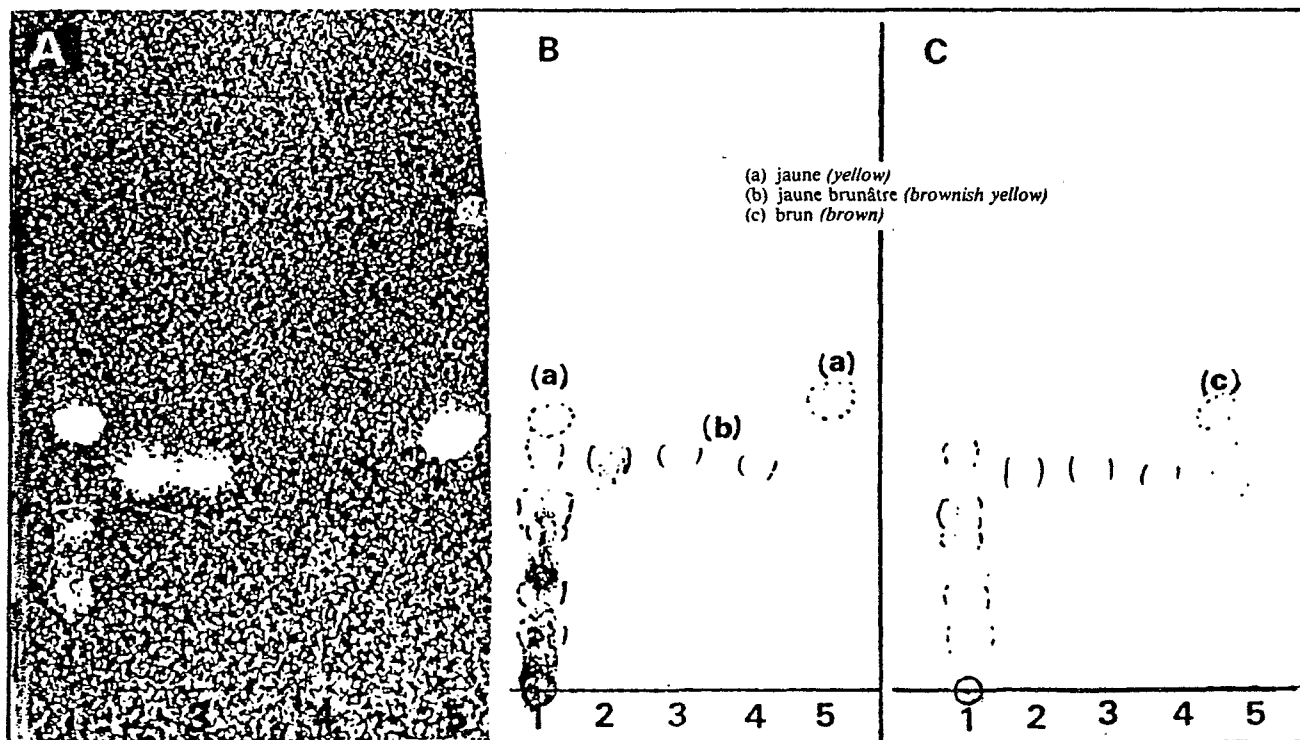 A
B
C
(a) jaune (yellow)
(b) jaune brunâtre (brownish yellow)
(c) brun (brown)
(a)
(b)
(a)
(c)
1 3 4 5
1 2 3 4 5
1 2 3 4 5